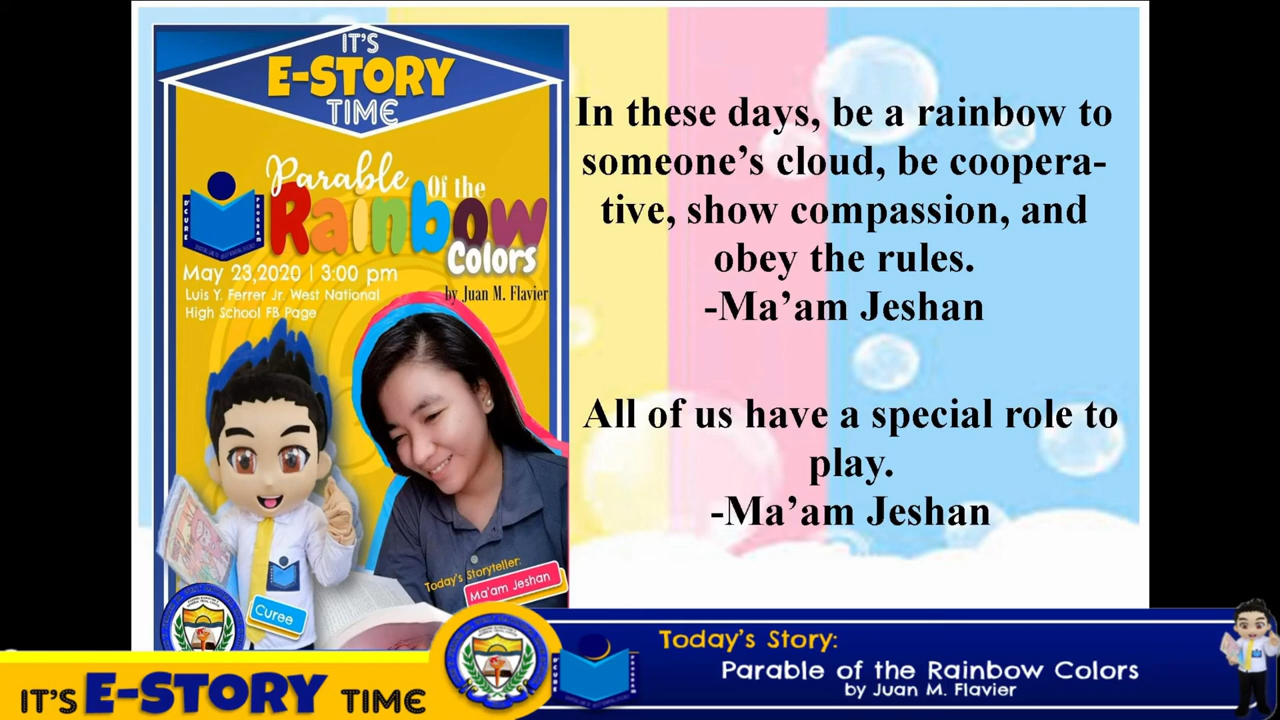 IT'S
E-STORY
TIME
Parable Of the
Rainbow
Colors
by Juan M. Flavier
D'CURE
PROGRAM
May 23,2020 | 3:00 pm
Luis Y. Ferrer Jr. West National
High School FB Page
Today's Storyteller:
Ma'am Jeshan
Curee
In these days, be a rainbow to
someone's cloud, be coopera-
tive, show compassion, and
obey the rules.
-Ma'am Jeshan
All of us have a special role to
play.
-Ma'am Jeshan
IT'S E-STORY TIME
D'CURE
PROGRAM
Today's Story:
Parable of the Rainbow Colors
by Juan M. Flavier